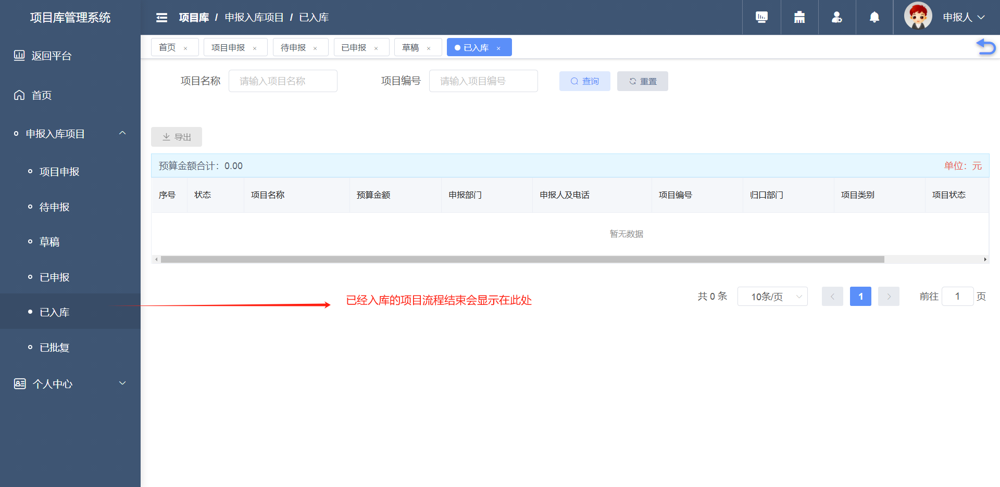 项目库管理系统
项目库 / 申报入库项目 / 已入库
申报人
返回平台
首页
申报入库项目
项目申报
待申报
草稿
已申报
已入库
已批复
个人中心
首页 ×
项目申报 ×
待申报 ×
已申报 ×
草稿 ×
已入库 ×
项目名称 请输入项目名称
项目编号 请输入项目编号
查询
重置
导出
预算金额合计：0.00
单位：元
序号 状态 项目名称 预算金额 申报部门 申报人及电话 项目编号 归口部门 项目类别 项目状态
暂无数据
已经入库的项目流程结束会显示在此处
共 0 条 10条/页 1 前往 1 页